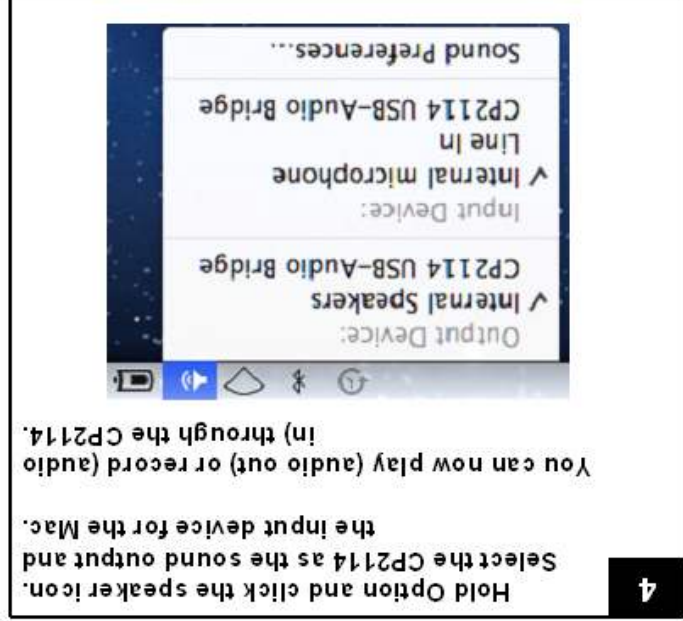 4
Hold Option and click the speaker icon.
Select the CP2114 as the sound output and
the input device for the Mac.
You can now play (audio out) or record (audio
in) through the CP2114.
Output Device:
✓ Internal Speakers
CP2114 USB-Audio Bridge
Input Device:
✓ Internal microphone
Line In
CP2114 USB-Audio Bridge
Sound Preferences...